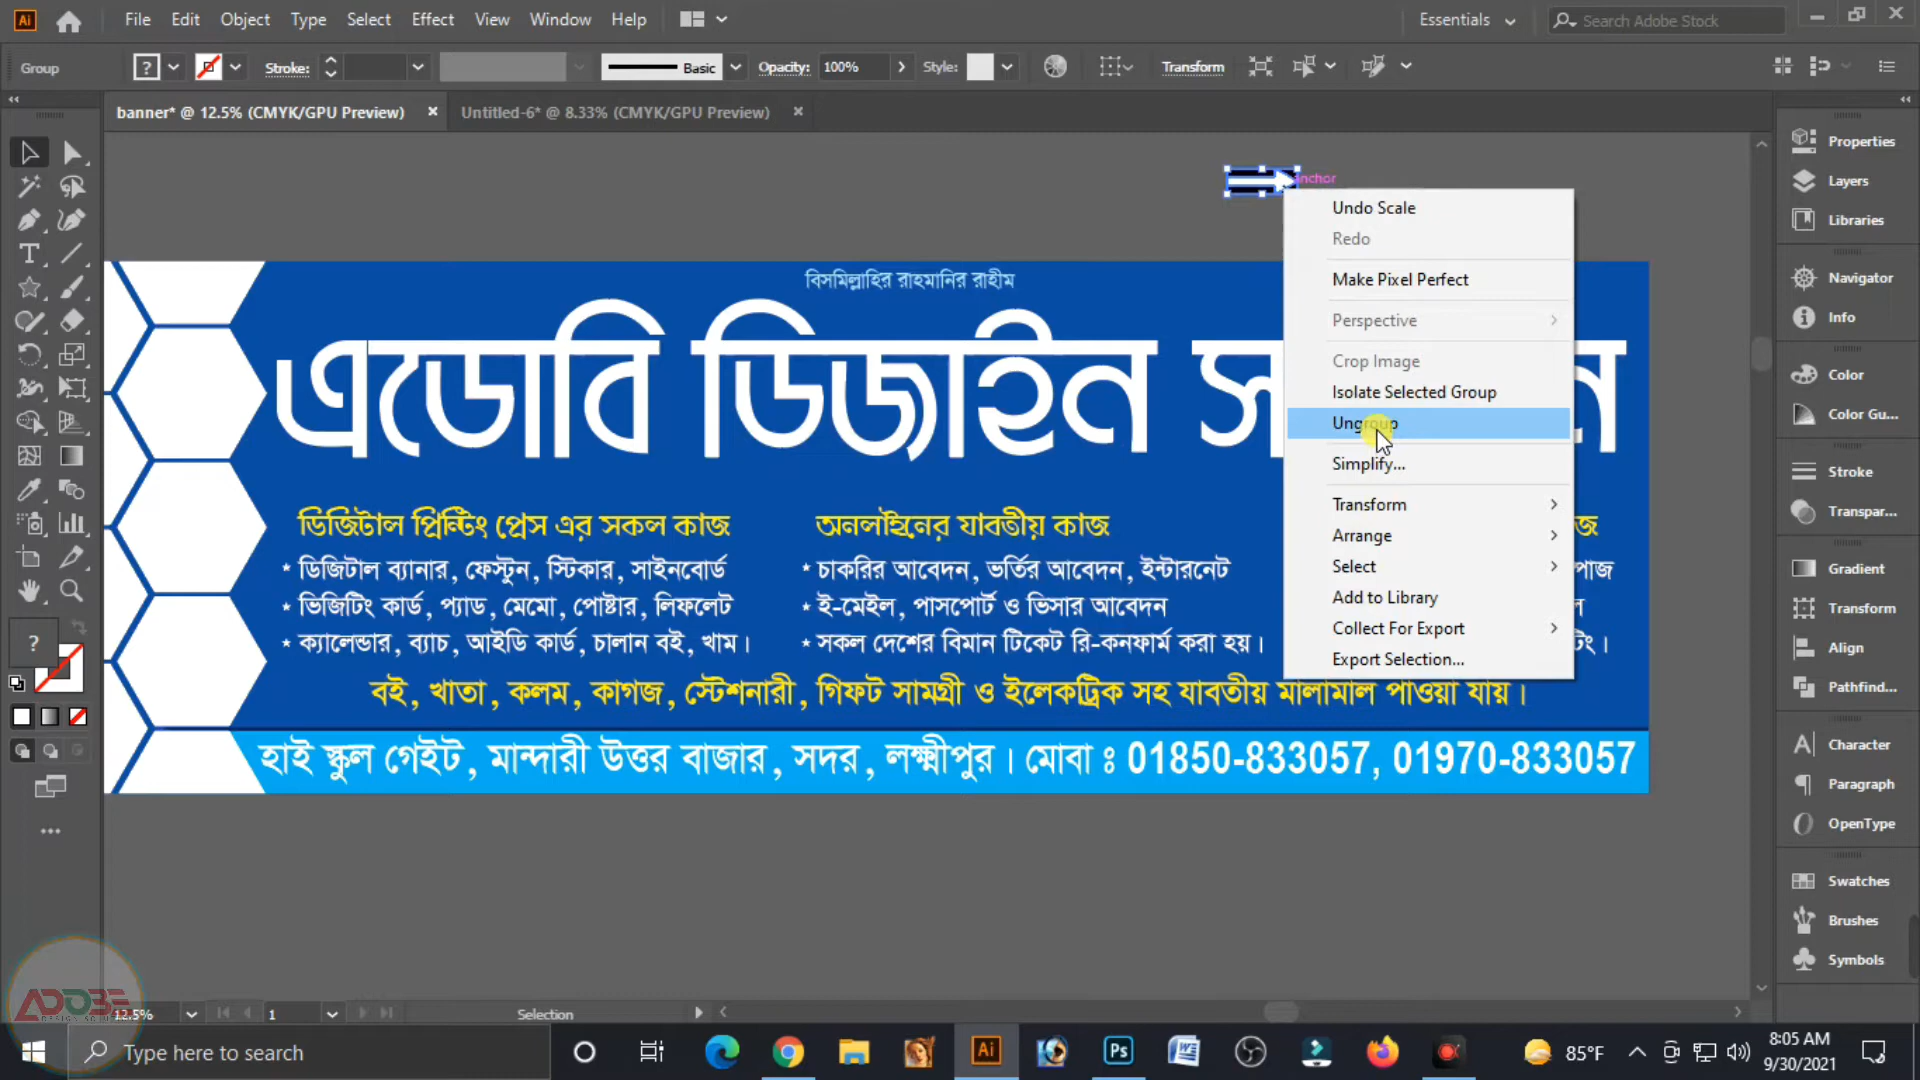 File Edit Object Type Select Effect View Window Help
Essentials
Search Adobe Stock
Group
Stroke:
Basic
Opacity: 100%
Style:
Transform
banner* @ 12.5% (CMYK/GPU Preview)
Untitled-6* @ 8.33% (CMYK/GPU Preview)
Undo Scale
Redo
Make Pixel Perfect
Perspective
Crop Image
Isolate Selected Group
Ungroup
Simplify...
Transform
Arrange
Select
Add to Library
Collect For Export
Export Selection...
বিসমিল্লাহির রাহমানির রাহীম
এডোবি ডিজাইন
ডিজিটাল প্রিন্টিং প্রেস এর সকল কাজ
* ডিজিটাল ব্যানার, ফেস্টুন, স্টিকার, সাইনবোর্ড
* ভিজিটিং কার্ড, প্যাড, মেমো, পোষ্টার, লিফলেট
* ক্যালেন্ডার, ব্যাচ, আইডি কার্ড, চালান বই, খাম।
অনলাইনের যাবতীয় কাজ
* চাকরির আবেদন, ভর্তির আবেদন, ইন্টারনেট
* ই-মেইল, পাসপোর্ট ও ভিসার আবেদন
* সকল দেশের বিমান টিকেট রি-কনফার্ম করা হয়।
বই, খাতা, কলম, কাগজ, স্টেশনারী, গিফট সামগ্রী ও ইলেকট্রিক সহ যাবতীয় মালামাল পাওয়া যায়।
হাই স্কুল গেইট, মান্দারী উত্তর বাজার, সদর, লক্ষ্মীপুর। মোবা ঃ 01850-833057, 01970-833057
Properties
Layers
Libraries
Navigator
Info
Color
Color Gu...
Stroke
Transpar...
Gradient
Transform
Align
Pathfind...
Character
Paragraph
OpenType
Swatches
Brushes
Symbols
ADOBE
12.5%
1
Selection
Type here to search
85°F
8:05 AM
9/30/2021